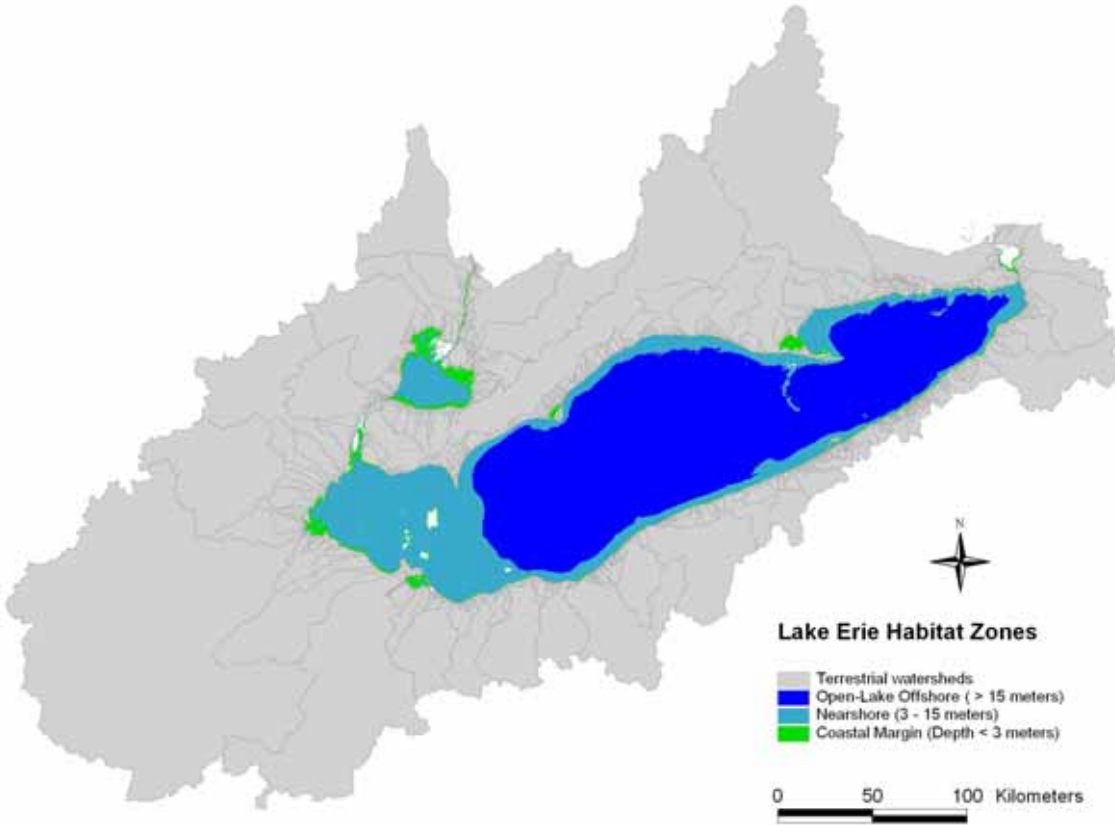 N
Lake Erie Habitat Zones
Terrestrial watersheds
Open-Lake Offshore ( > 15 meters)
Nearshore (3 - 15 meters)
Coastal Margin (Depth < 3 meters)
0 50 100 Kilometers